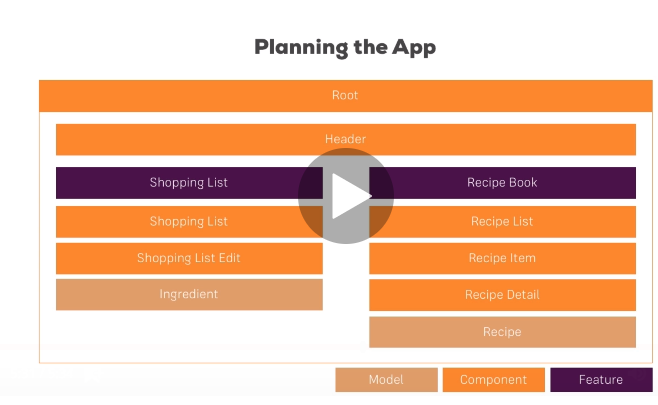 Planning the App
Root
Header
Shopping List
Recipe Book
Shopping List
Recipe List
Shopping List Edit
Recipe Item
Ingredient
Recipe Detail
Recipe
Model
Component
Feature